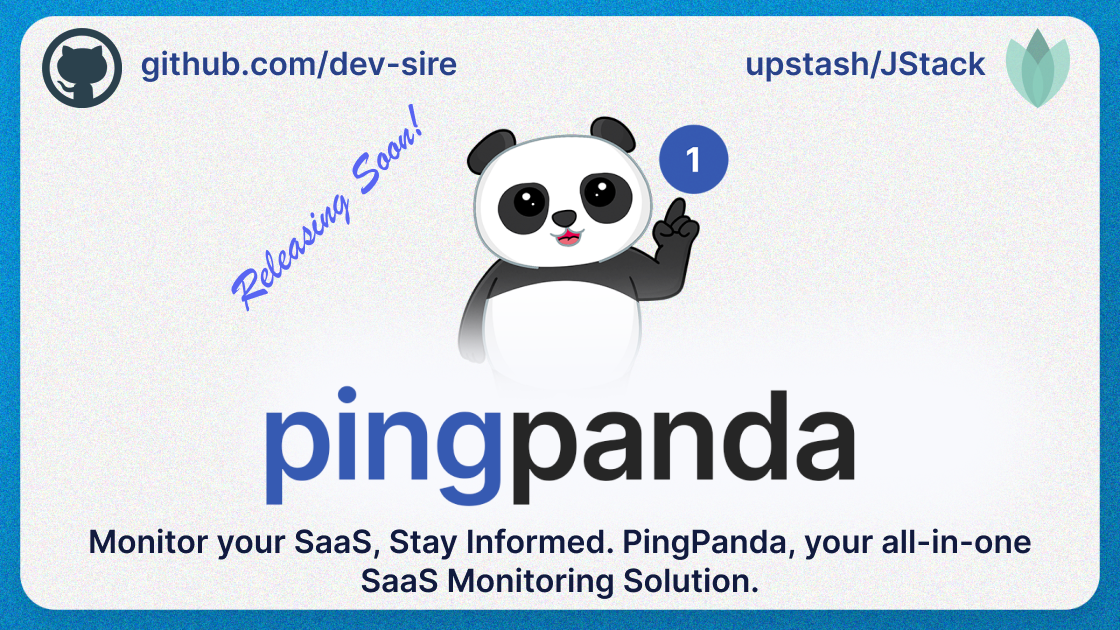 github.com/dev-sire
upstash/JStack
Releasing Soon!
1
pingpanda
Monitor your SaaS, Stay Informed. PingPanda, your all-in-one
SaaS Monitoring Solution.